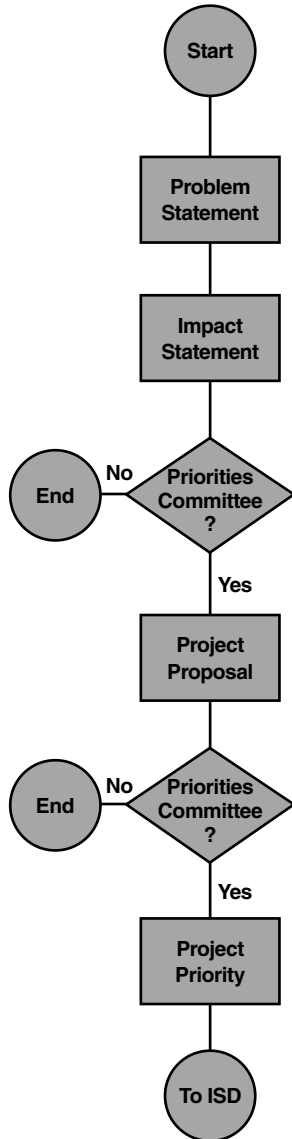 Start
Problem
Statement
Impact
Statement
No
Priorities
Committee
?
End
Yes
Project
Proposal
No
Priorities
Committee
?
End
Yes
Project
Priority
To ISD